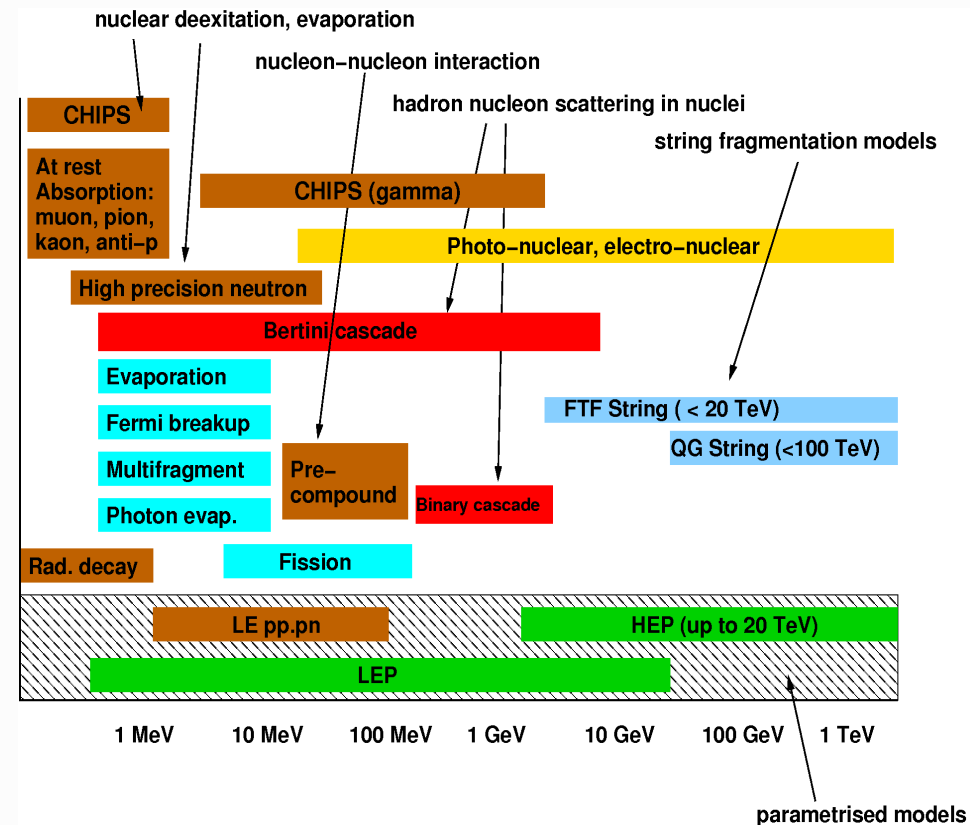 nuclear deexitation, evaporation
nucleon−nucleon interaction
hadron nucleon scattering in nuclei
string fragmentation models
CHIPS
At rest
Absorption:
muon, pion,
kaon, anti−p
CHIPS (gamma)
Photo−nuclear, electro−nuclear
High precision neutron
Bertini cascade
Evaporation
FTF String ( < 20 TeV)
Fermi breakup
QG String (<100 TeV)
Multifragment
Pre−
compound
Photon evap.
Binary cascade
Rad. decay
Fission
LE pp.pn
HEP (up to 20 TeV)
LEP
1 MeV 10 MeV 100 MeV 1 GeV 10 GeV 100 GeV 1 TeV
parametrised models